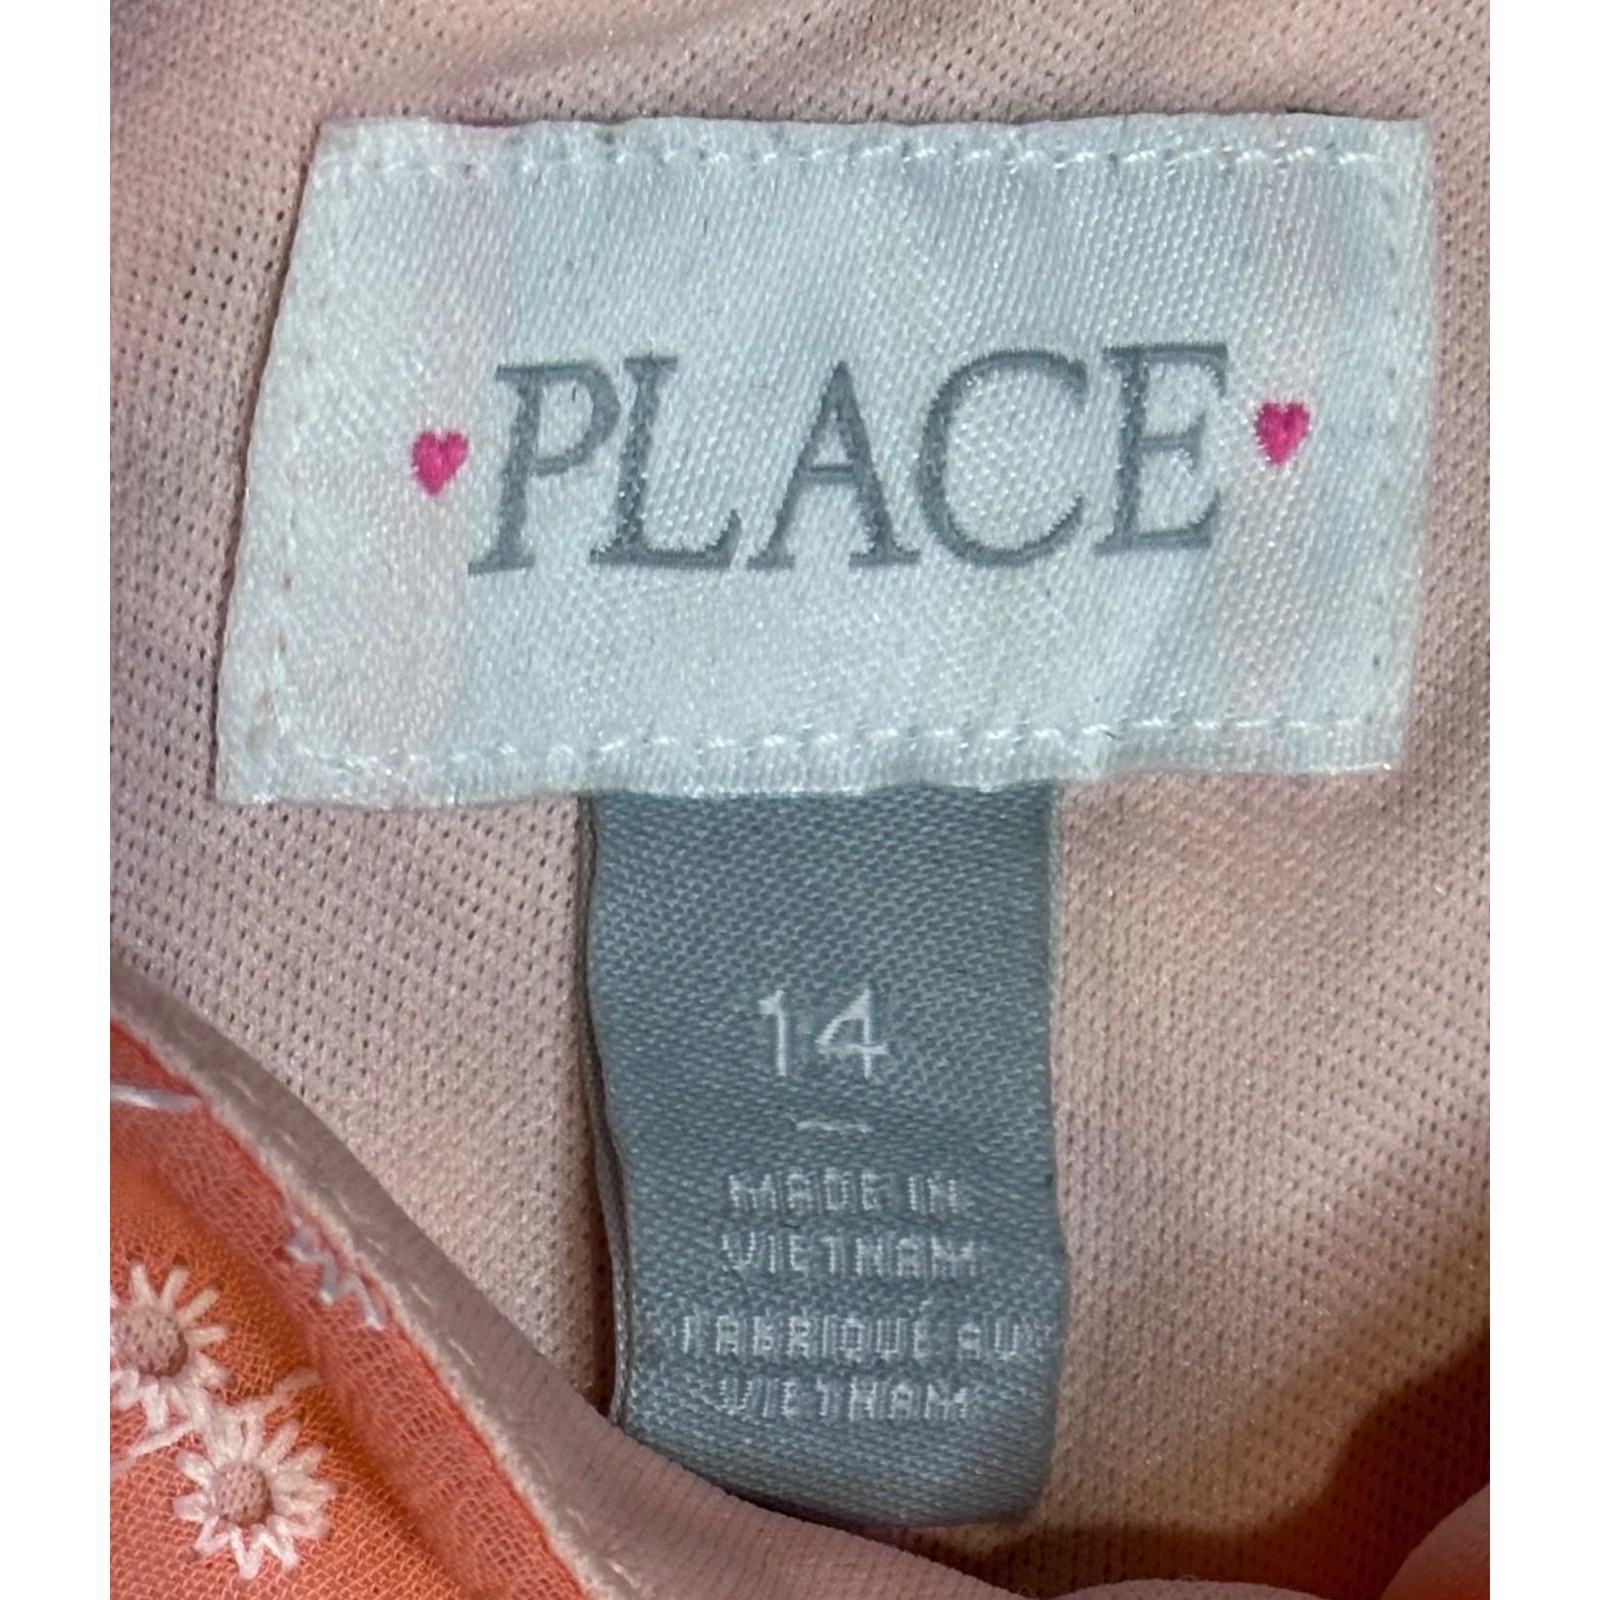 PLACE
14
MADE IN
VIETNAM
FABRIQUÉ AU
VIETNAM